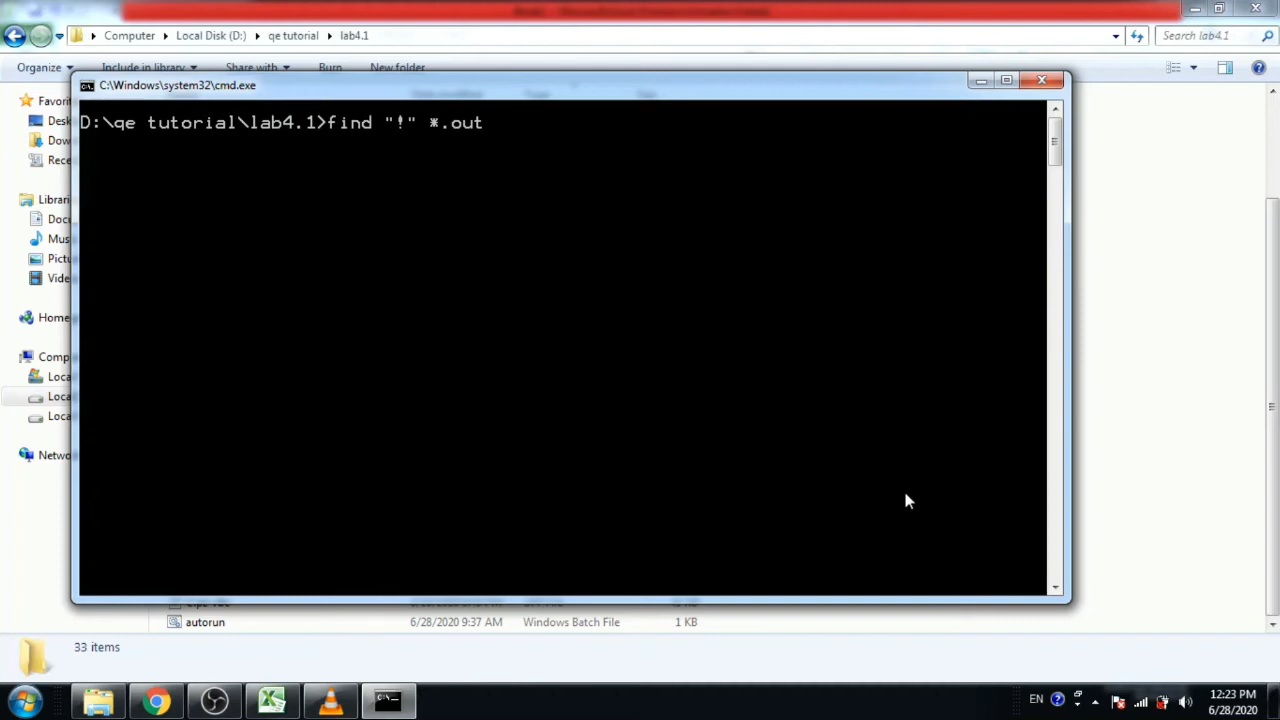 Computer
Local Disk (D:)
qe tutorial
lab4.1
Search lab4.1
Organize
Include in library
Share with
Burn
New folder
C:\Windows\system32\cmd.exe
D:\qe tutorial\lab4.1>find "!" *.out
Favori
Desk
Down
Rece
Librari
Docu
Mus
Pictu
Vide
Home
Comp
Loca
Loca
Loca
Netwo
autorun
6/28/2020 9:37 AM
Windows Batch File
1 KB
33 items
EN
12:23 PM
6/28/2020